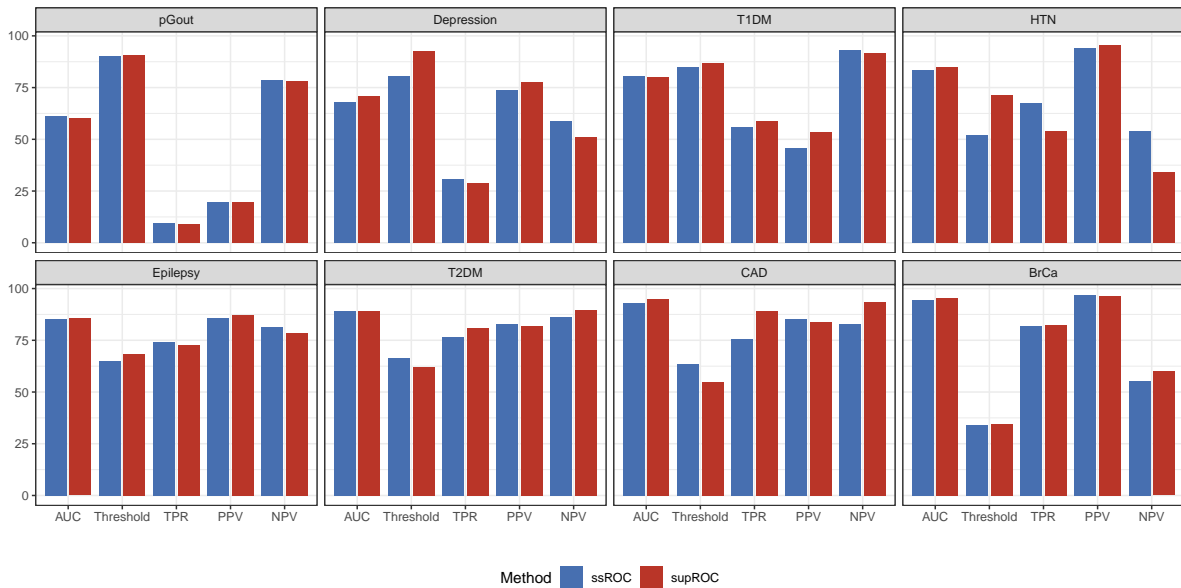 pGout Depression T1DM HTN
100
75
50
25
0
Epilepsy T2DM CAD BrCa
100
75
50
25
0
AUC Threshold TPR PPV NPV AUC Threshold TPR PPV NPV AUC Threshold TPR PPV NPV AUC Threshold TPR PPV NPV
Method ssROC supROC